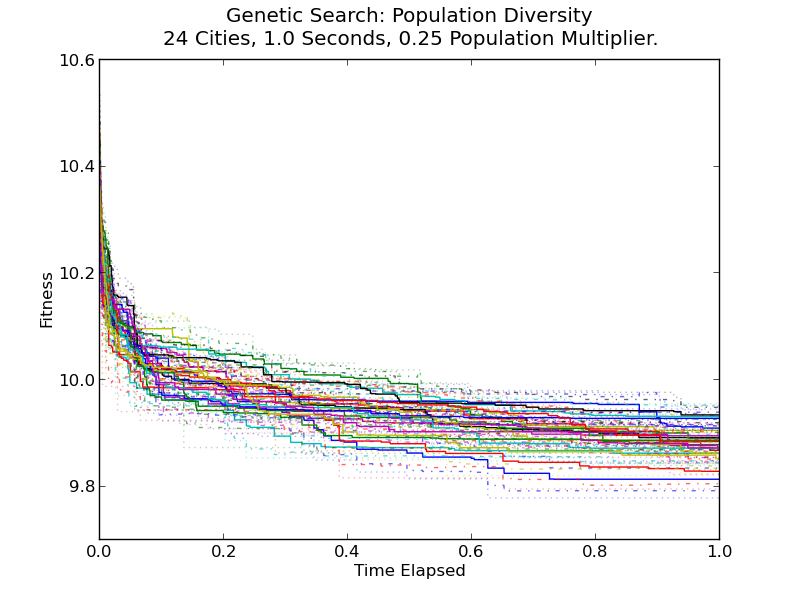 Genetic Search: Population Diversity
24 Cities, 1.0 Seconds, 0.25 Population Multiplier.
10.6
10.4
10.2
10.0
9.8
Fitness
0.0 0.2 0.4 0.6 0.8 1.0
Time Elapsed